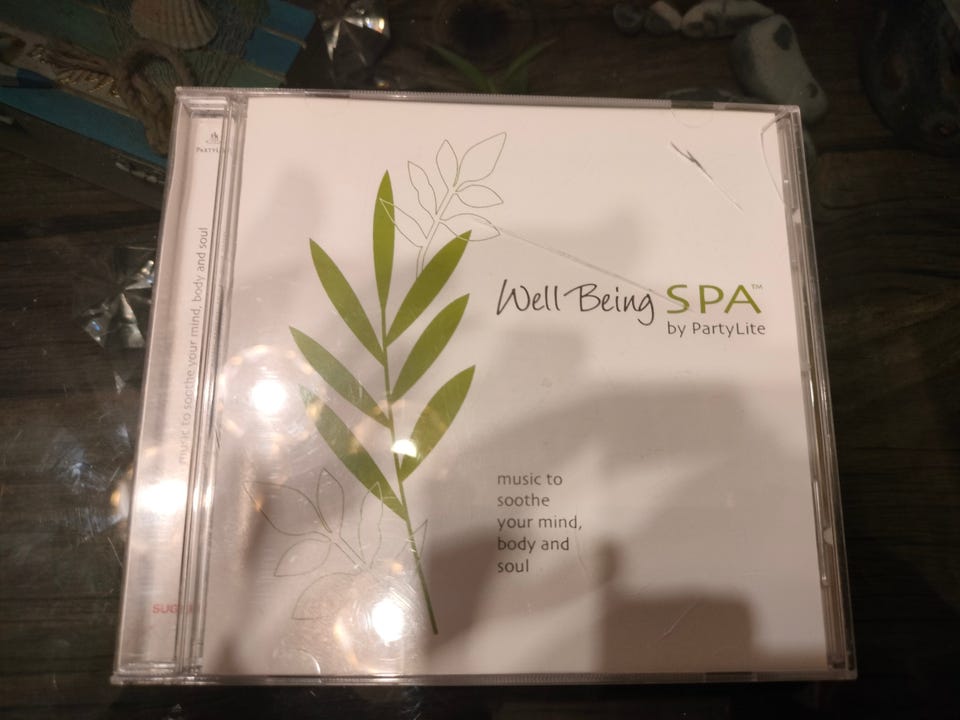 Well Being SPA™
by PartyLite
music to
soothe
your mind,
body and
soul
PARTYLITE
music to soothe your mind, body and soul